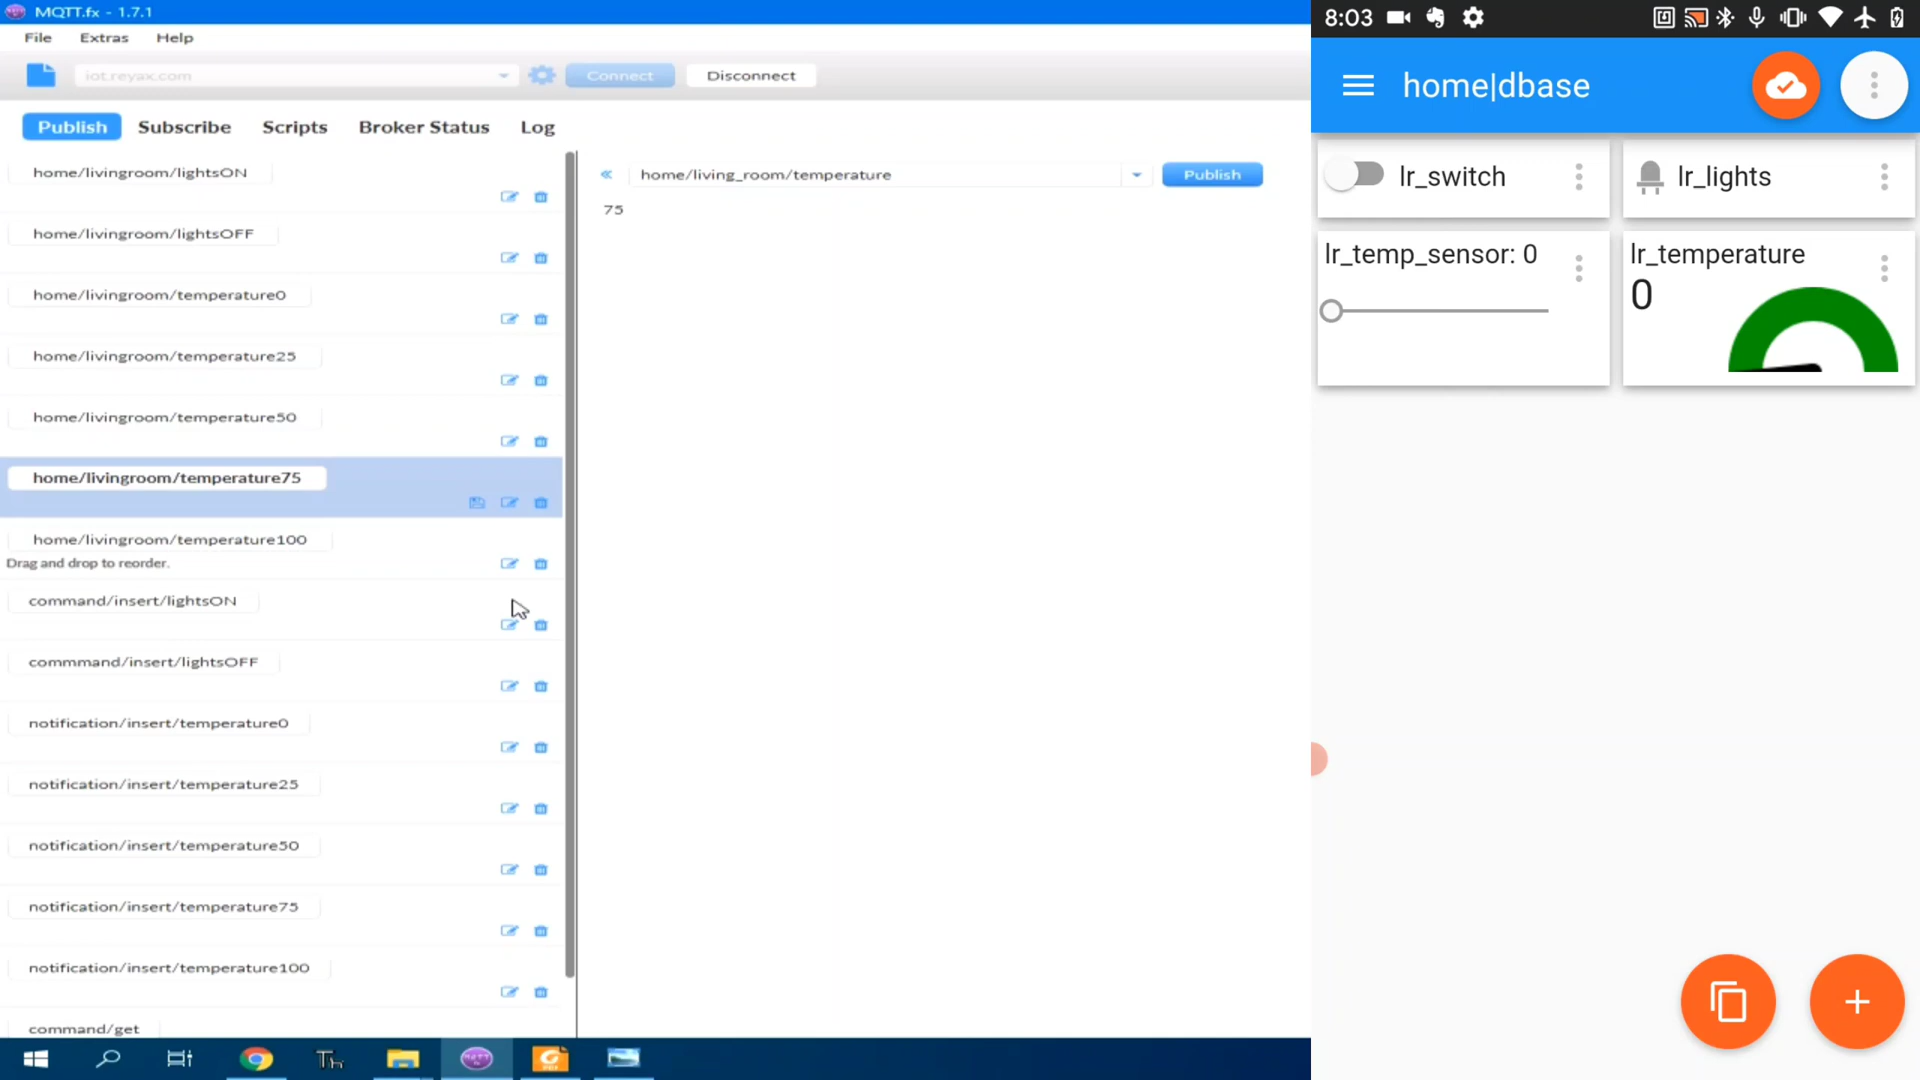 MQTT.fx - 1.7.1
File Extras Help
iot.reyax.com
Connect
Disconnect
Publish Subscribe Scripts Broker Status Log
home/livingroom/lightsON
home/livingroom/lightsOFF
home/livingroom/temperature0
home/livingroom/temperature25
home/livingroom/temperature50
home/livingroom/temperature75
home/livingroom/temperature100
Drag and drop to reorder.
command/insert/lightsON
commmand/insert/lightsOFF
notification/insert/temperature0
notification/insert/temperature25
notification/insert/temperature50
notification/insert/temperature75
notification/insert/temperature100
command/get
home/living_room/temperature
Publish
75
8:03
home|dbase
lr_switch
lr_lights
lr_temp_sensor: 0
lr_temperature
0